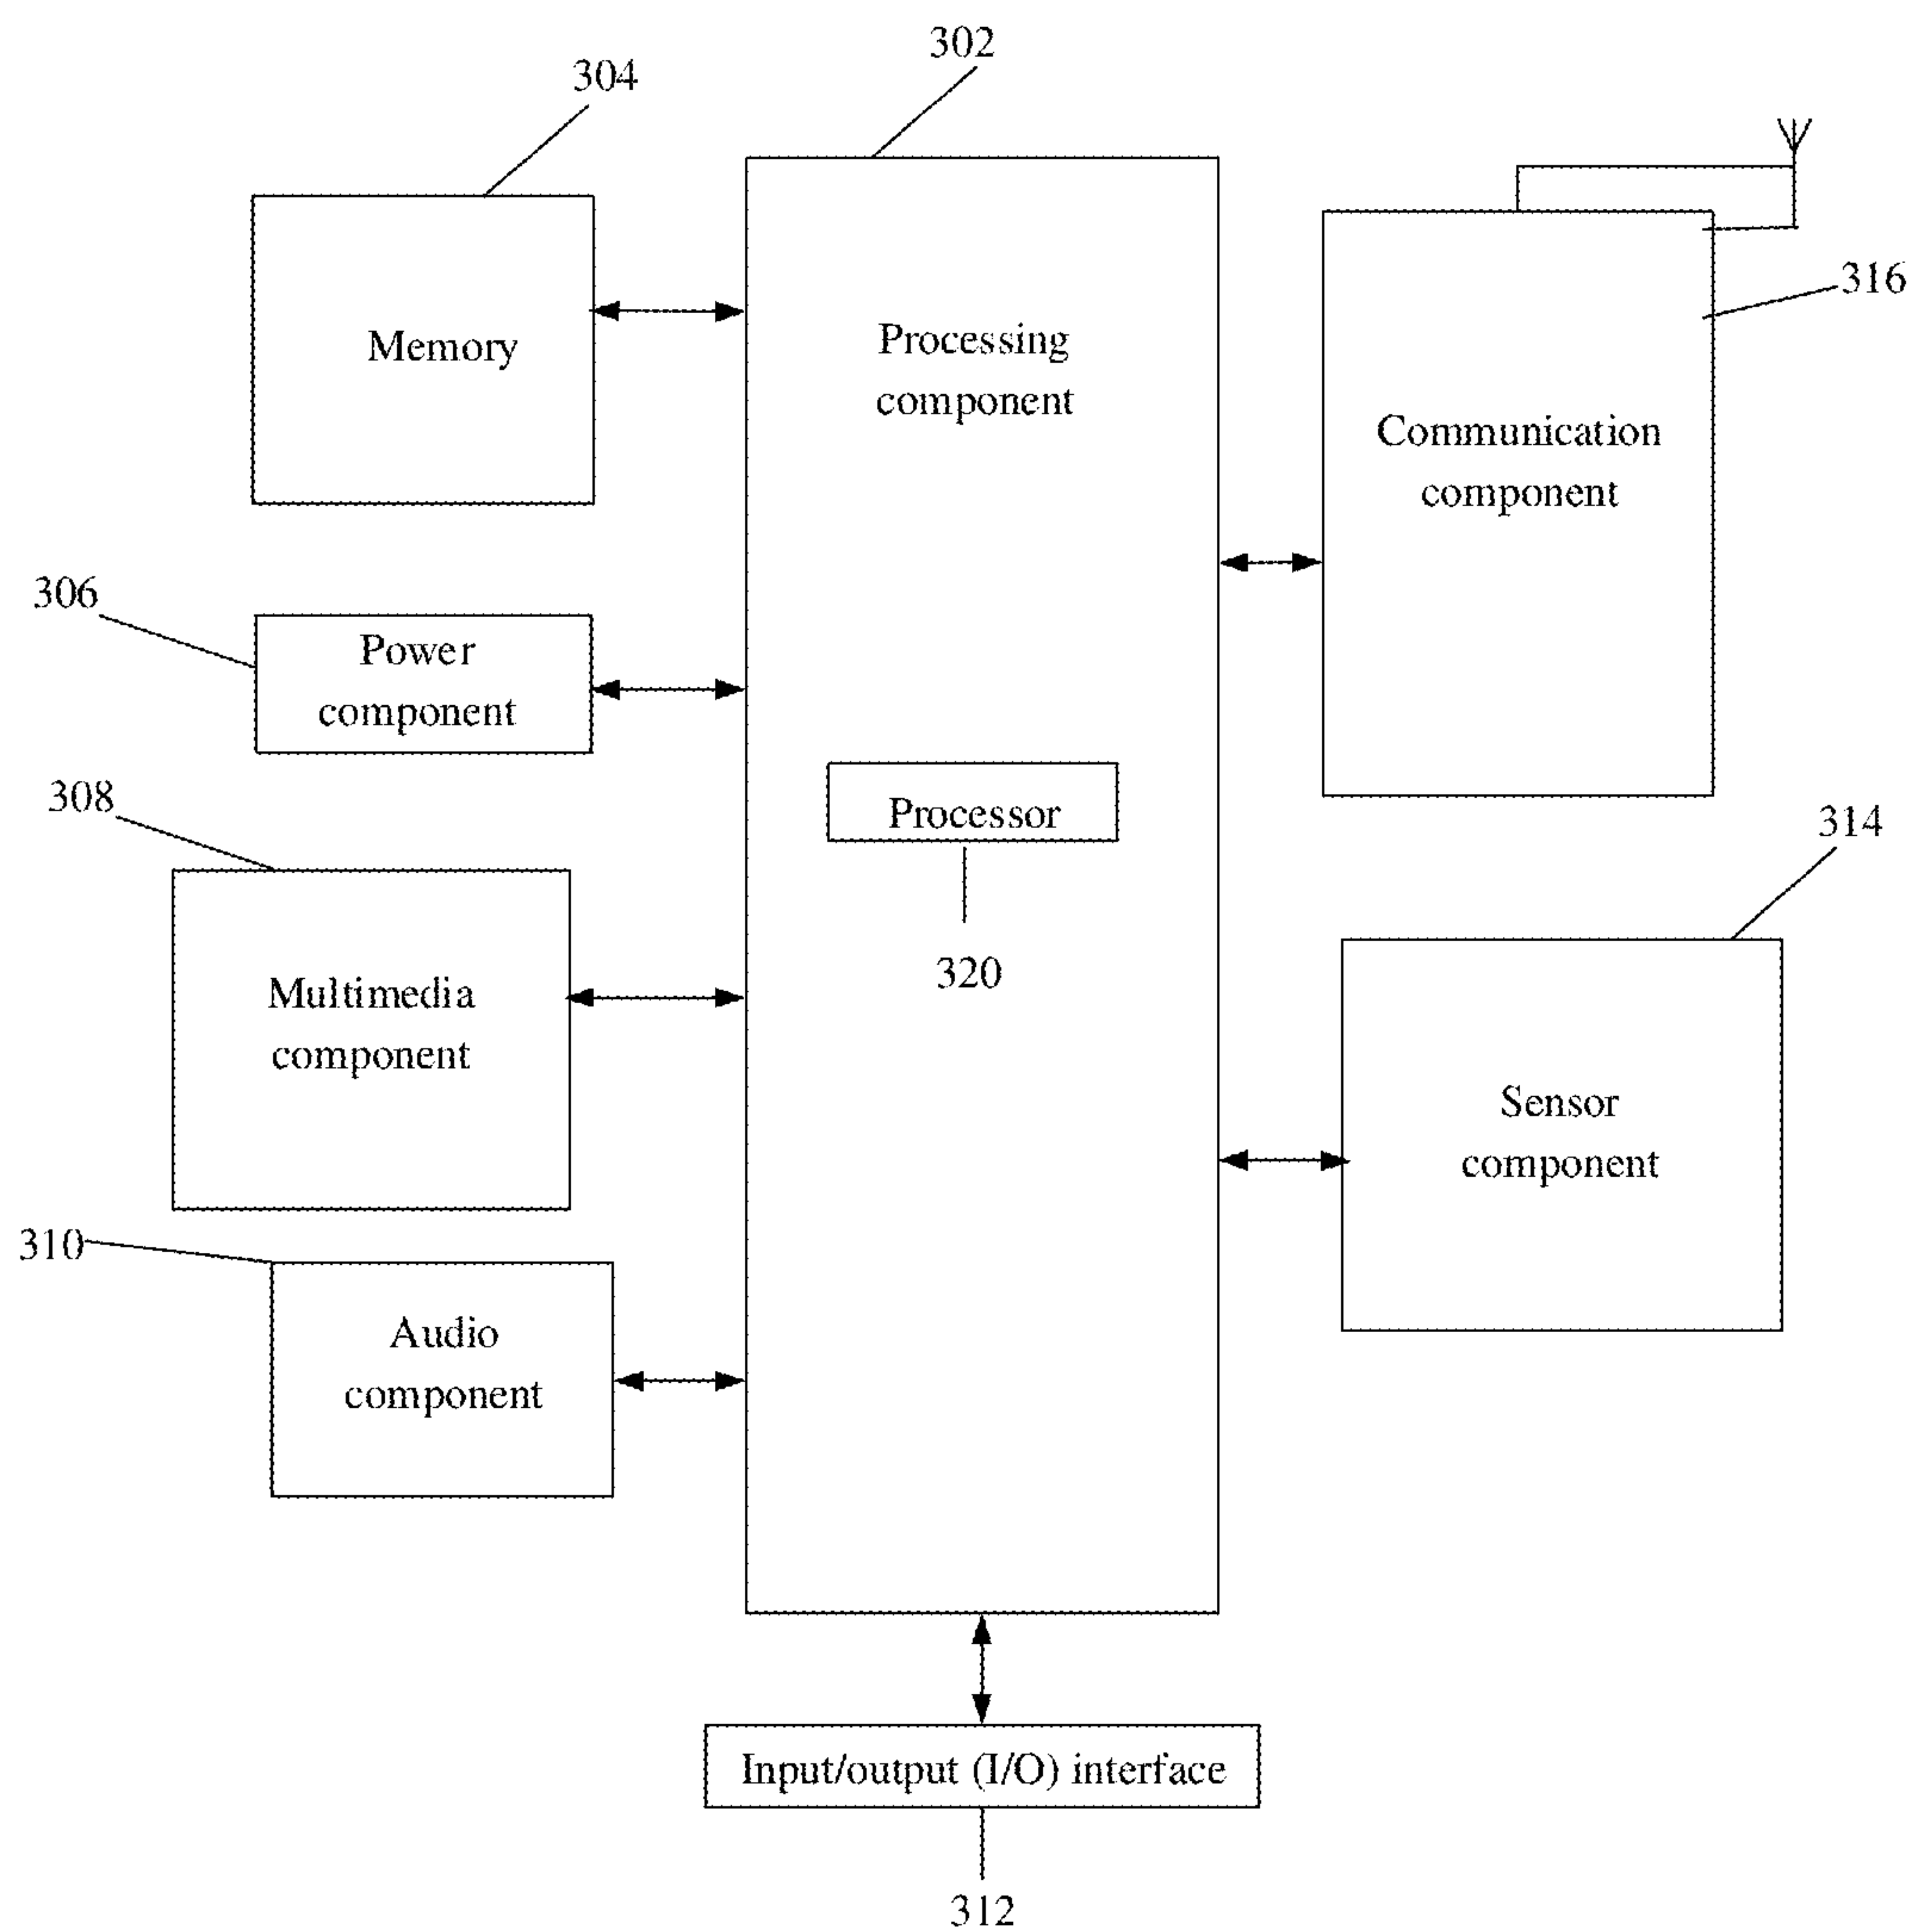 302
304
Memory
Processing
component
316
Communication
component
306
Power
component
308
Processor
314
320
Multimedia
component
Sensor
component
310
Audio
component
Input/output (I/O) interface
312